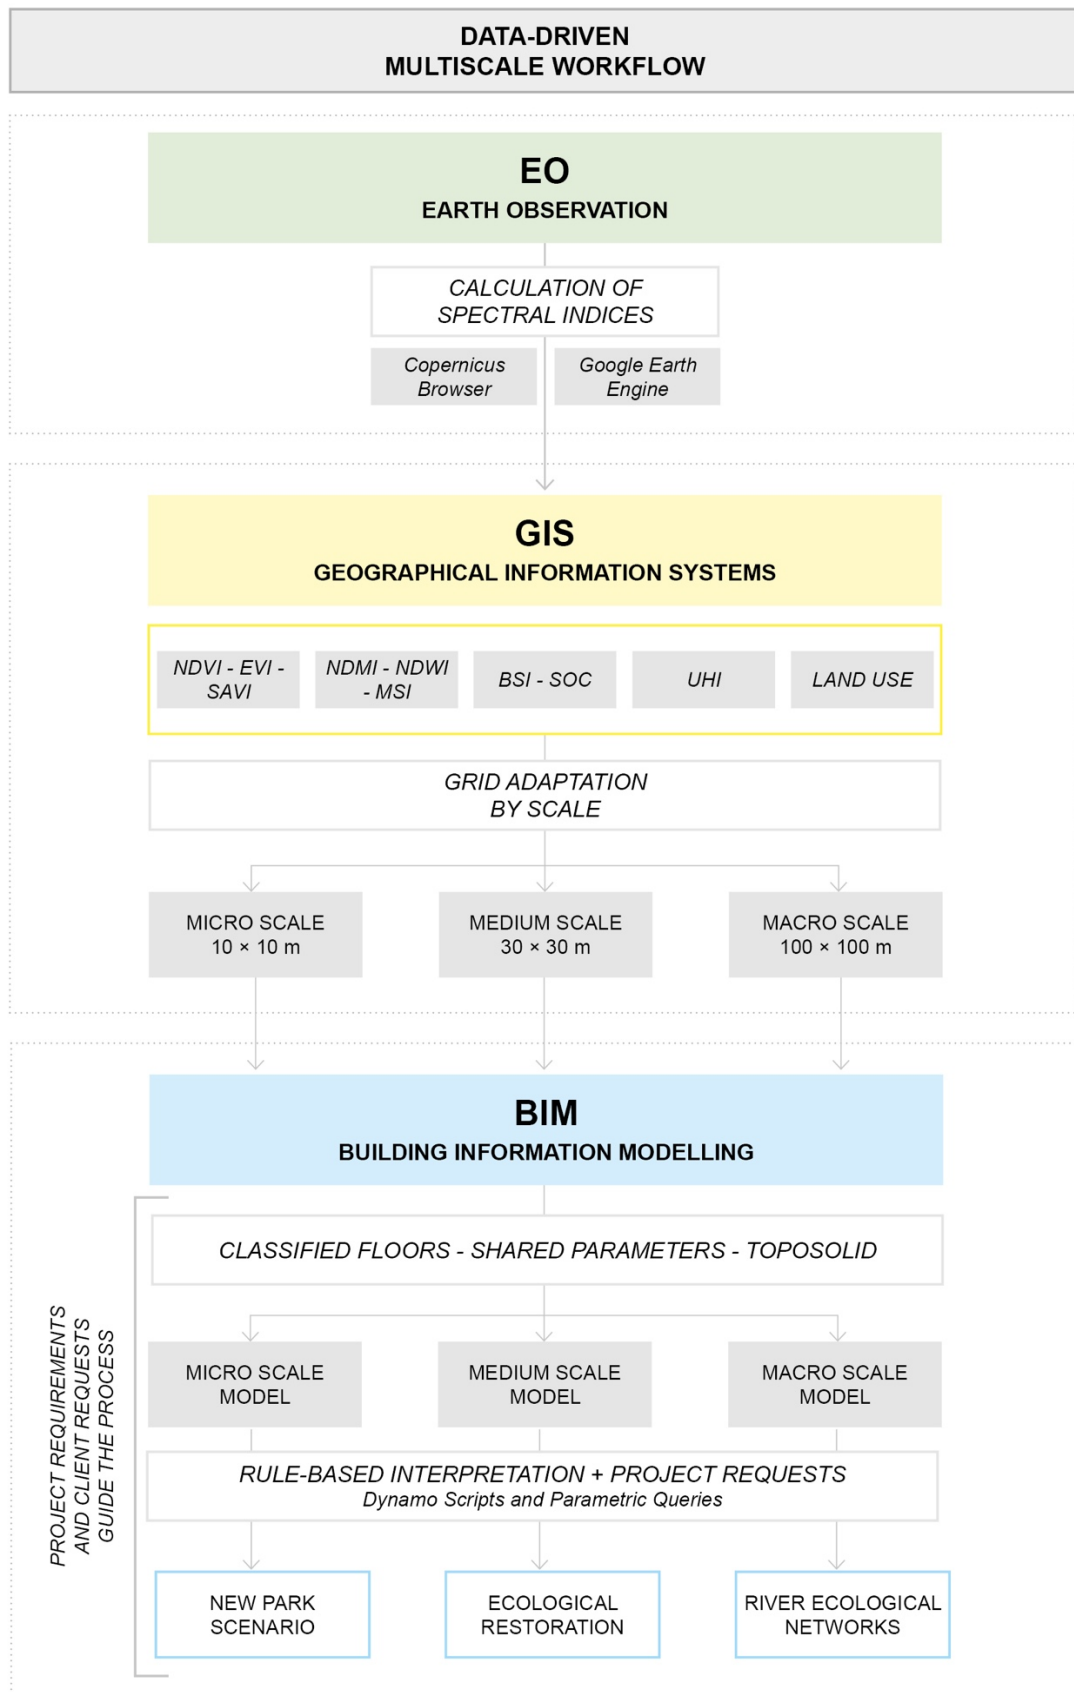 DATA-DRIVEN
MULTISCALE WORKFLOW
EO
EARTH OBSERVATION
CALCULATION OF
SPECTRAL INDICES
Copernicus
Browser
Google Earth
Engine
GIS
GEOGRAPHICAL INFORMATION SYSTEMS
NDVI - EVI -
SAVI
NDMI - NDWI
- MSI
BSI - SOC
UHI
LAND USE
GRID ADAPTATION
BY SCALE
MICRO SCALE
10 × 10 m
MEDIUM SCALE
30 × 30 m
MACRO SCALE
100 × 100 m
BIM
BUILDING INFORMATION MODELLING
PROJECT REQUIREMENTS
AND CLIENT REQUESTS
GUIDE THE PROCESS
CLASSIFIED FLOORS - SHARED PARAMETERS - TOPOSOLID
MICRO SCALE
MODEL
MEDIUM SCALE
MODEL
MACRO SCALE
MODEL
RULE-BASED INTERPRETATION + PROJECT REQUESTS
Dynamo Scripts and Parametric Queries
NEW PARK
SCENARIO
ECOLOGICAL
RESTORATION
RIVER ECOLOGICAL
NETWORKS